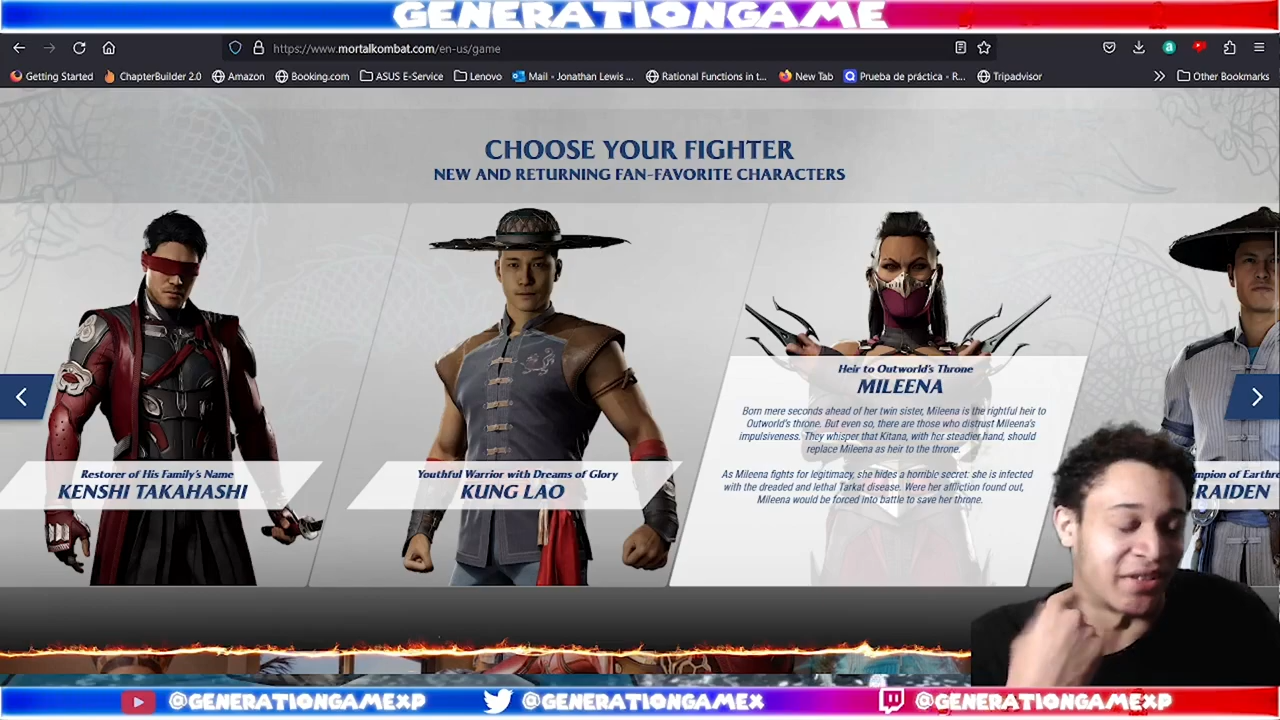 GENERATIONGAME
https://www.mortalkombat.com/en-us/game
Getting Started
ChapterBuilder 2.0
Amazon
Booking.com
ASUS E-Service
Lenovo
Mail - Jonathan Lewis ...
Rational Functions in t...
New Tab
Prueba de práctica • R...
Tripadvisor
Other Bookmarks
CHOOSE YOUR FIGHTER
NEW AND RETURNING FAN-FAVORITE CHARACTERS
Restorer of His Family's Name
KENSHI TAKAHASHI
Youthful Warrior with Dreams of Glory
KUNG LAO
Heir to Outworld's Throne
MILEENA
Born mere seconds ahead of her twin sister, Mileena is the rightful heir to
Outworld's throne. But even so, there are those who distrust Mileena's
impulsiveness. They whisper that Kitana, with her steadier hand, should
replace Mileena as heir to the throne.
As Mileena fights for legitimacy, she hides a horrible secret: she is infected
with the dreaded and lethal Tarkat disease. Were her affliction found out,
Mileena would be forced into battle to save her throne.
RAIDEN
@GENERATIONGAMEXP
@GENERATIONGAMEX
@GENERATIONGAMEXP